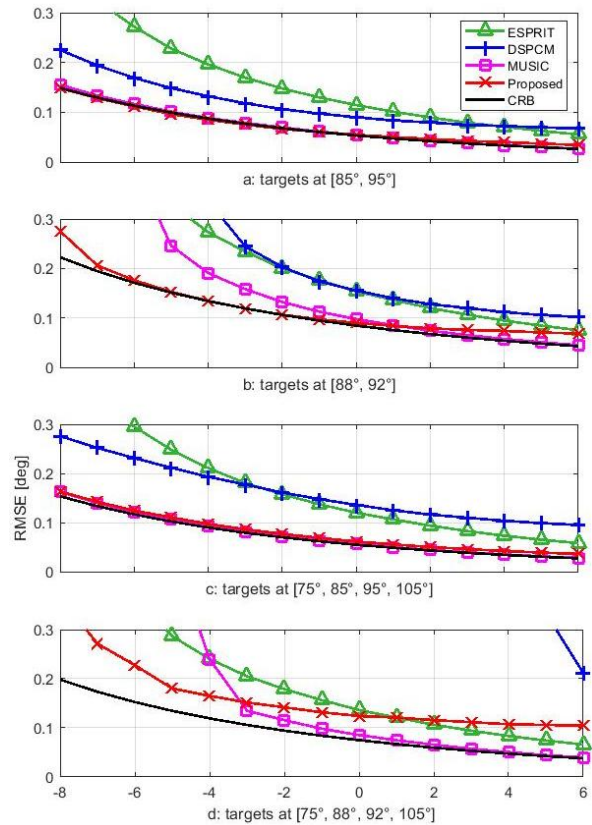 0.3
0.2
0.1
0
ESPRIT
DSPCM
MUSIC
Proposed
CRB
a: targets at [85°, 95°]
0.3
0.2
0.1
0
b: targets at [88°, 92°]
RMSE [deg]
0.3
0.2
0.1
0
c: targets at [75°, 85°, 95°, 105°]
0.3
0.2
0.1
0
-8 -6 -4 -2 0 2 4 6
d: targets at [75°, 88°, 92°, 105°]